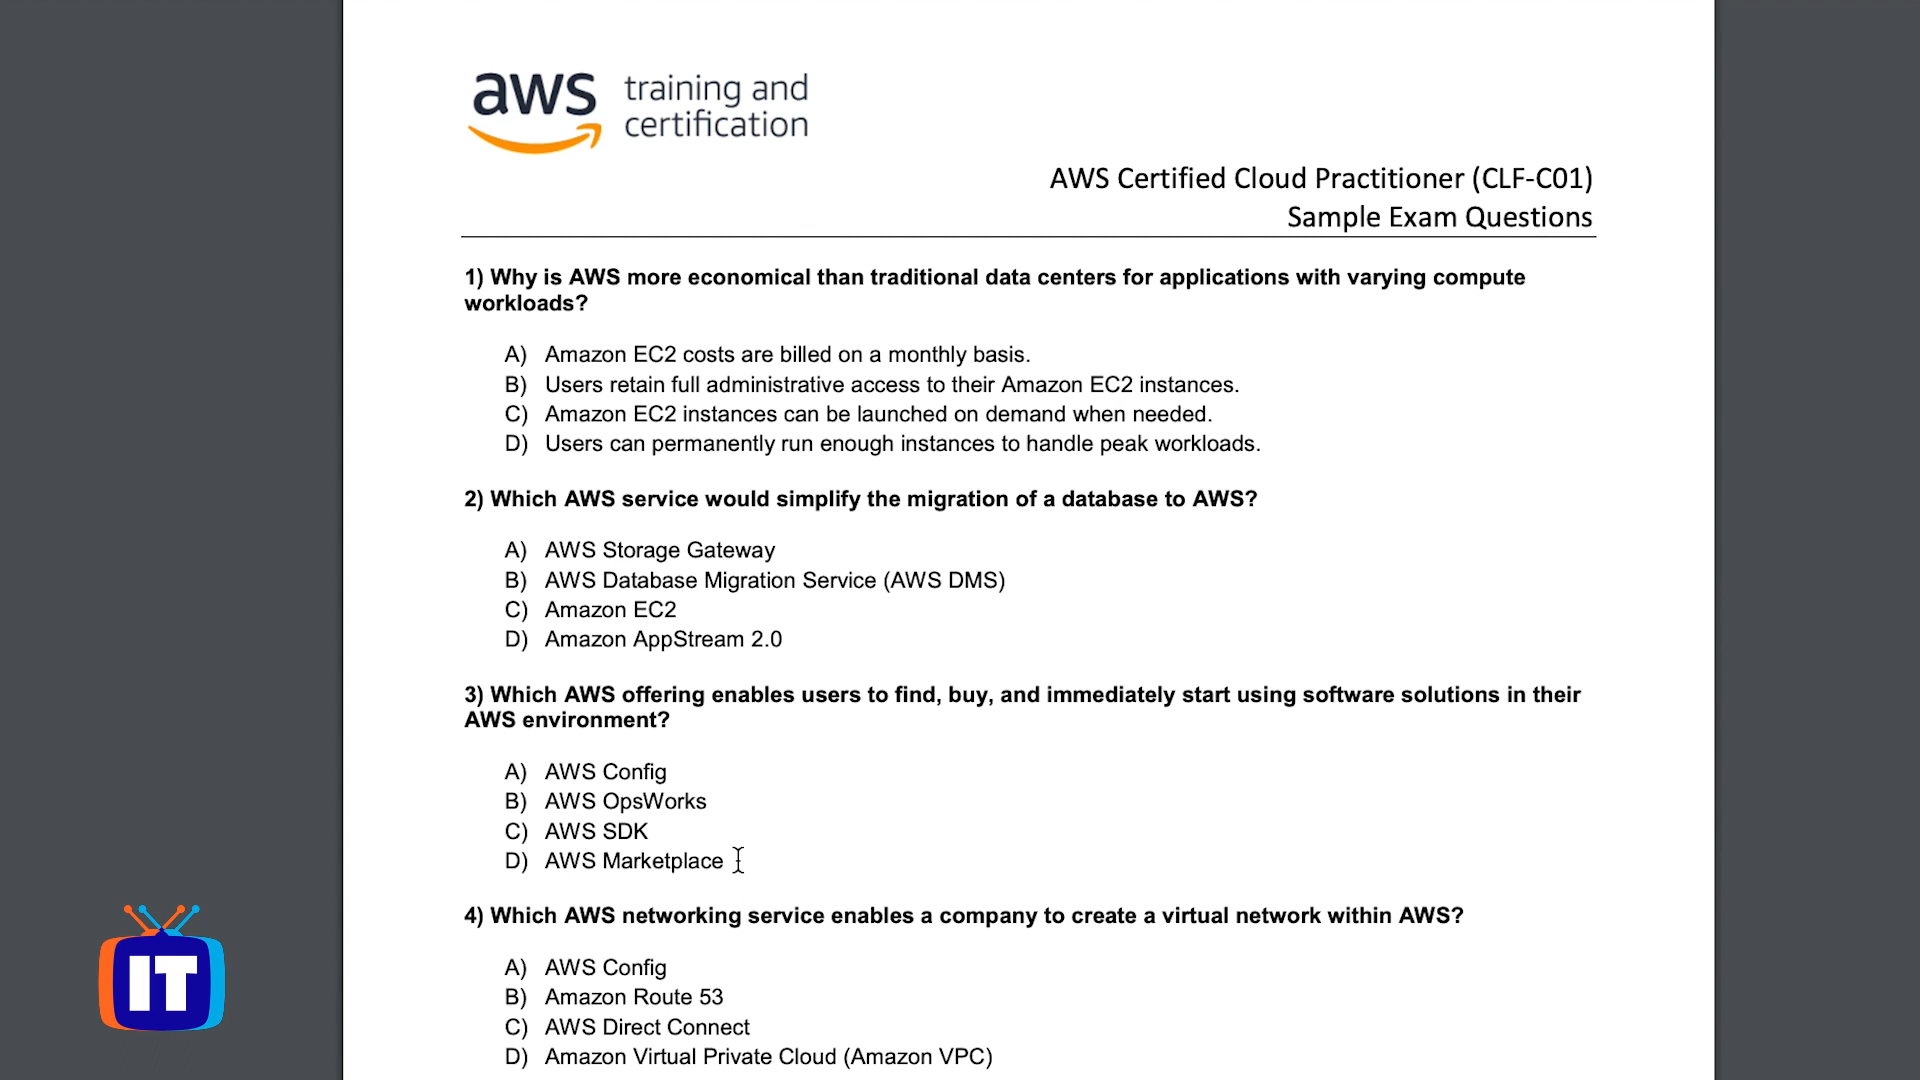 aws training and
certification
AWS Certified Cloud Practitioner (CLF-C01)
Sample Exam Questions
1) Why is AWS more economical than traditional data centers for applications with varying compute
workloads?
A) Amazon EC2 costs are billed on a monthly basis.
B) Users retain full administrative access to their Amazon EC2 instances.
C) Amazon EC2 instances can be launched on demand when needed.
D) Users can permanently run enough instances to handle peak workloads.
2) Which AWS service would simplify the migration of a database to AWS?
A) AWS Storage Gateway
B) AWS Database Migration Service (AWS DMS)
C) Amazon EC2
D) Amazon AppStream 2.0
3) Which AWS offering enables users to find, buy, and immediately start using software solutions in their
AWS environment?
A) AWS Config
B) AWS OpsWorks
C) AWS SDK
D) AWS Marketplace
4) Which AWS networking service enables a company to create a virtual network within AWS?
A) AWS Config
B) Amazon Route 53
C) AWS Direct Connect
D) Amazon Virtual Private Cloud (Amazon VPC)
IT